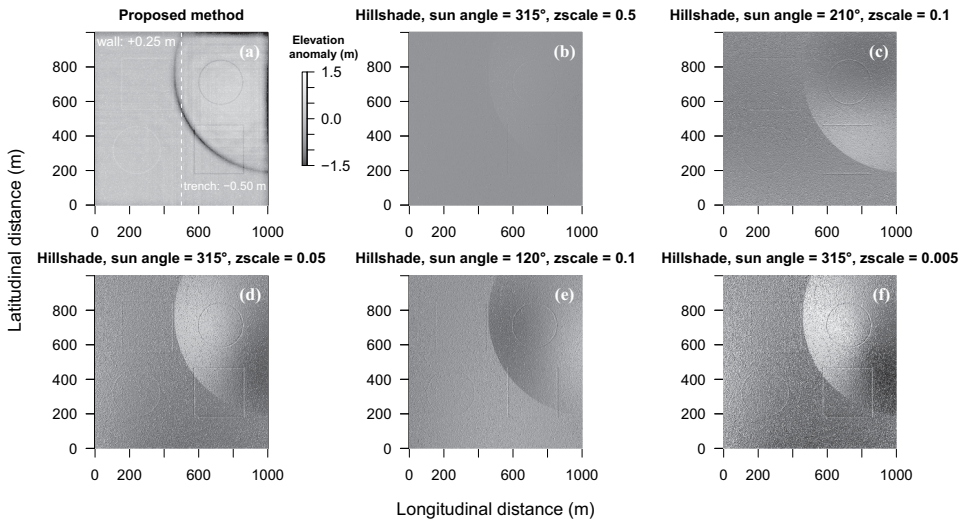 Proposed method
Hillshade, sun angle = 315°, zscale = 0.5
Hillshade, sun angle = 210°, zscale = 0.1
wall: +0.25 m
(a)
trench: −0.50 m
Elevation
anomaly (m)
1.5
0.0
−1.5
(b)
(c)
800
600
400
200
0
0 200 600 1000
800
600
400
200
0
0 200 600 1000
800
600
400
200
0
0 200 600 1000
Hillshade, sun angle = 315°, zscale = 0.05
Hillshade, sun angle = 120°, zscale = 0.1
Hillshade, sun angle = 315°, zscale = 0.005
(d)
(e)
(f)
800
600
400
200
0
0 200 600 1000
800
600
400
200
0
0 200 600 1000
800
600
400
200
0
0 200 600 1000
Latitudinal distance (m)
Longitudinal distance (m)